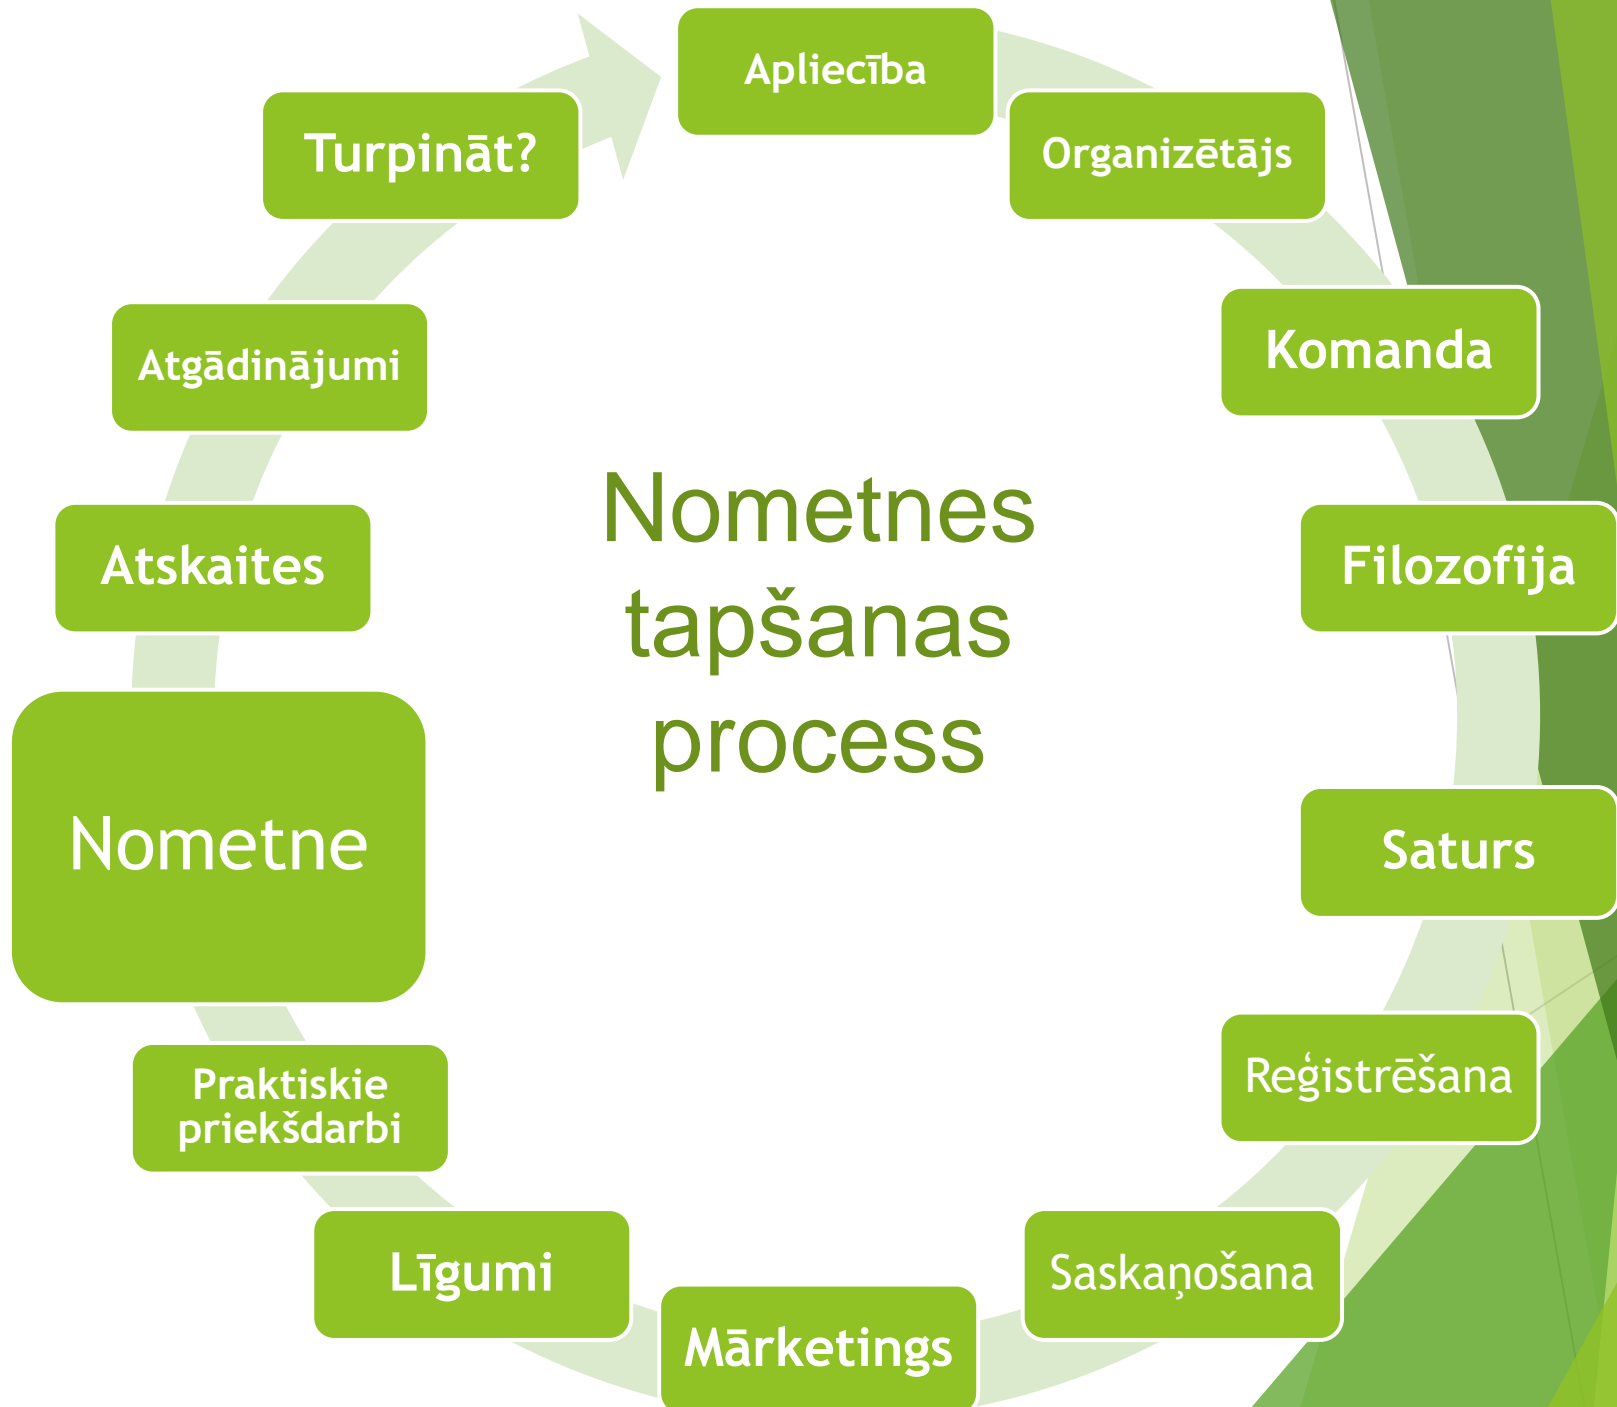 Apliecība
Organizētājs
Komanda
Filozofija
Saturs
Reģistrēšana
Saskaņošana
Mārketings
Līgumi
Praktiskie
priekšdarbi
Nometne
Atskaites
Atgādinājumi
Turpināt?
Nometnes
tapšanas
process